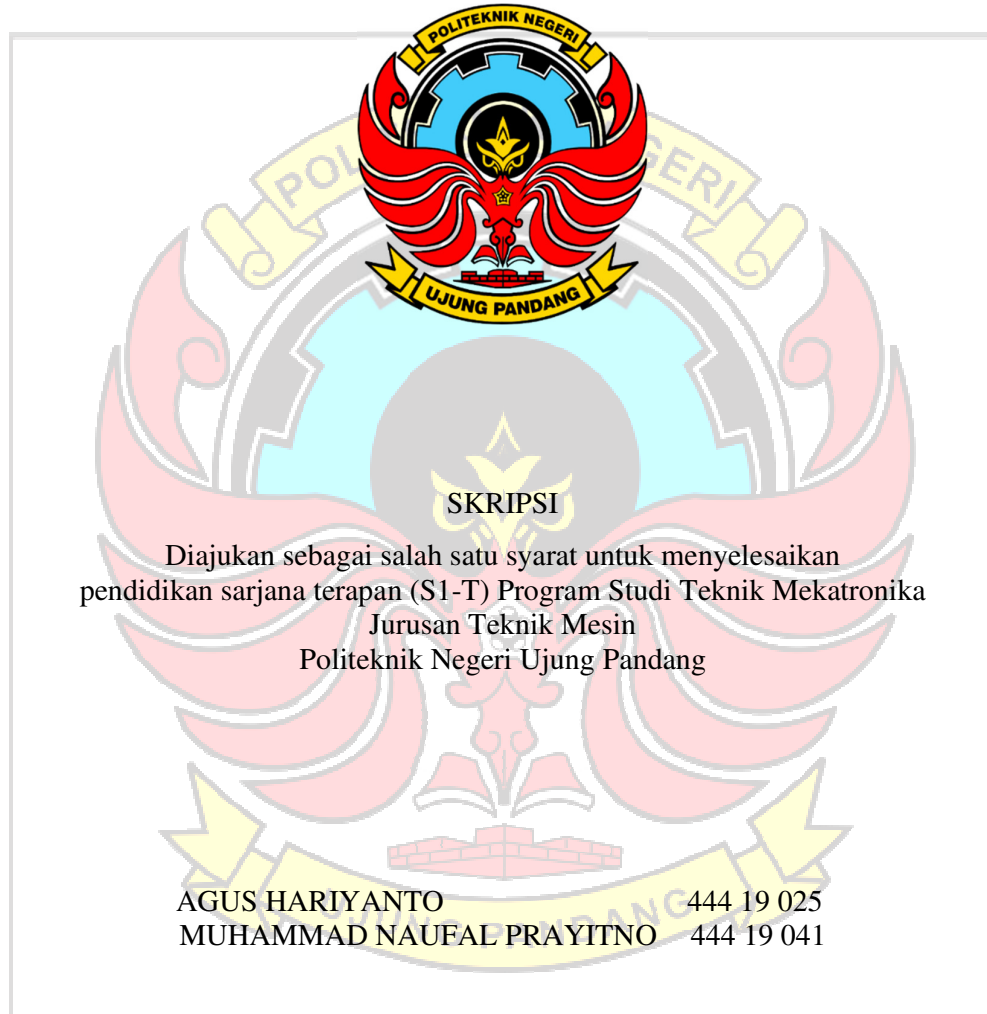 POLITEKNIK NEGERI
UJUNG PANDANG
SKRIPSI
Diajukan sebagai salah satu syarat untuk menyelesaikan
pendidikan sarjana terapan (S1-T) Program Studi Teknik Mekatronika
Jurusan Teknik Mesin
Politeknik Negeri Ujung Pandang
AGUS HARIYANTO 444 19 025
MUHAMMAD NAUFAL PRAYITNO 444 19 041
UJUNG PANDANG